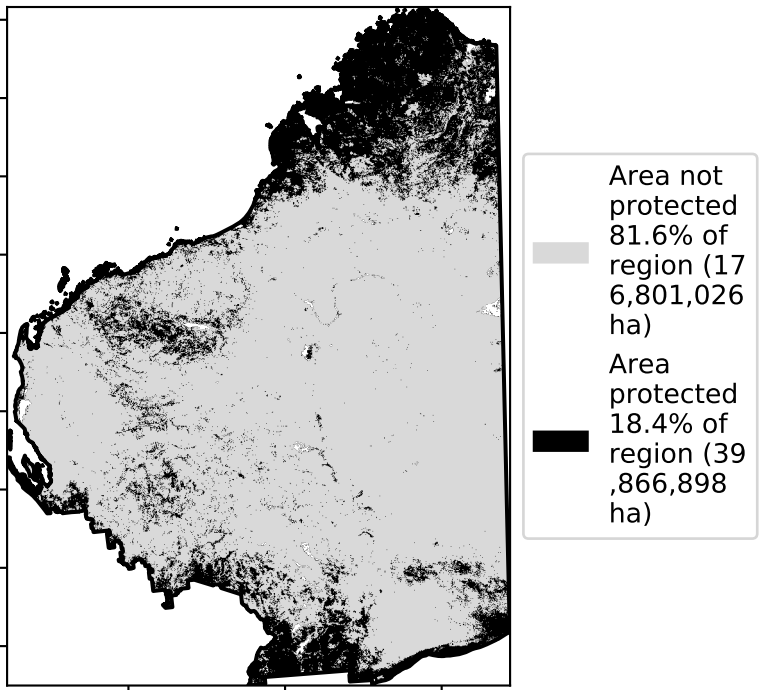 Area not
protected
81.6% of
region (17
6,801,026
ha)
Area
protected
18.4% of
region (39
,866,898
ha)